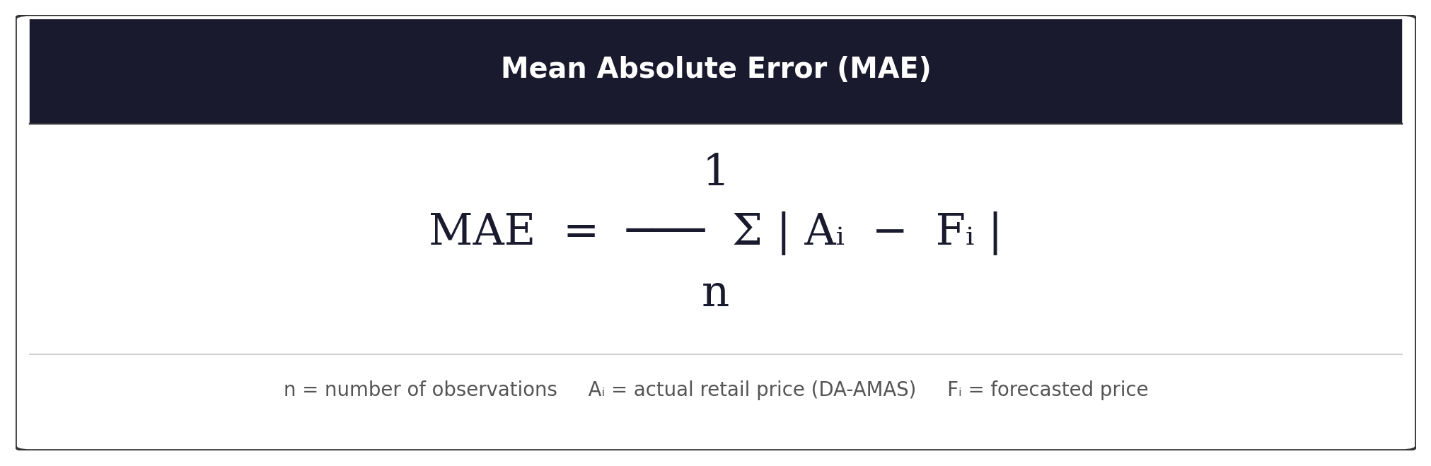 Mean Absolute Error (MAE)
1
MAE = —— Σ | Aᵢ − Fᵢ |
n
n = number of observations Aᵢ = actual retail price (DA-AMAS) Fᵢ = forecasted price